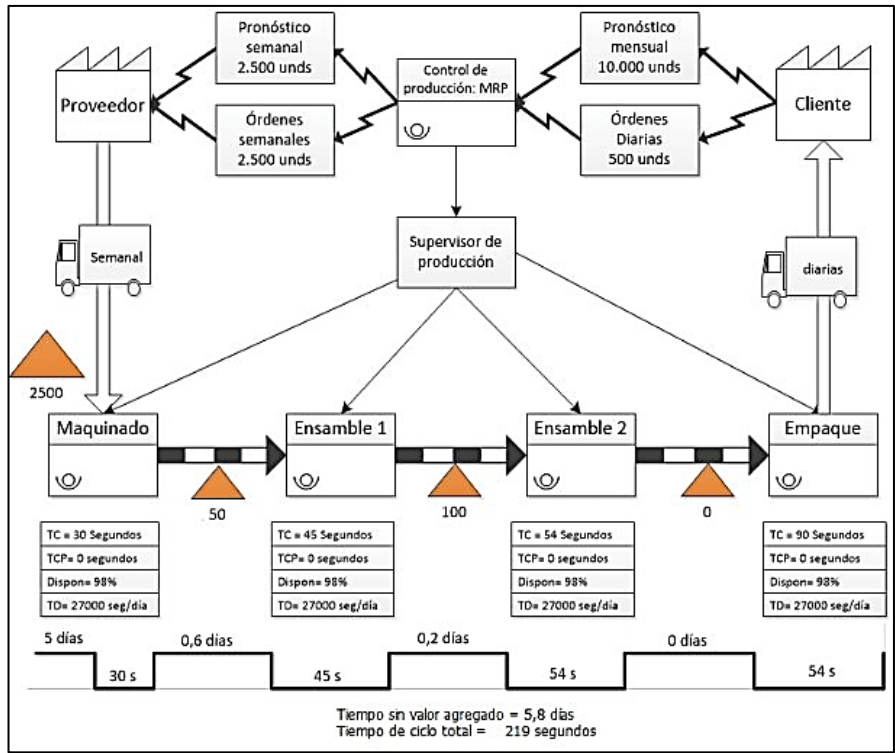 Pronóstico
semanal
2.500 unds
Pronóstico
mensual
10.000 unds
Control de
producción: MRP
Proveedor
Cliente
Órdenes
semanales
2.500 unds
Órdenes
Diarias
500 unds
Semanal
Supervisor de
producción
diarias
2500
Maquinado
Ensamble 1
Ensamble 2
Empaque
50
100
0
TC = 30 Segundos
TCP= 0 segundos
Dispon= 98%
TD= 27000 seg/día
TC = 45 Segundos
TCP= 0 segundos
Dispon= 98%
TD= 27000 seg/día
TC = 54 Segundos
TCP= 0 segundos
Dispon= 98%
TD= 27000 seg/día
TC = 90 Segundos
TCP= 0 segundos
Dispon= 98%
TD= 27000 seg/día
5 días
0,6 días
0,2 días
0 días
30 s
45 s
54 s
54 s
Tiempo sin valor agregado = 5,8 días
Tiempo de ciclo total = 219 segundos